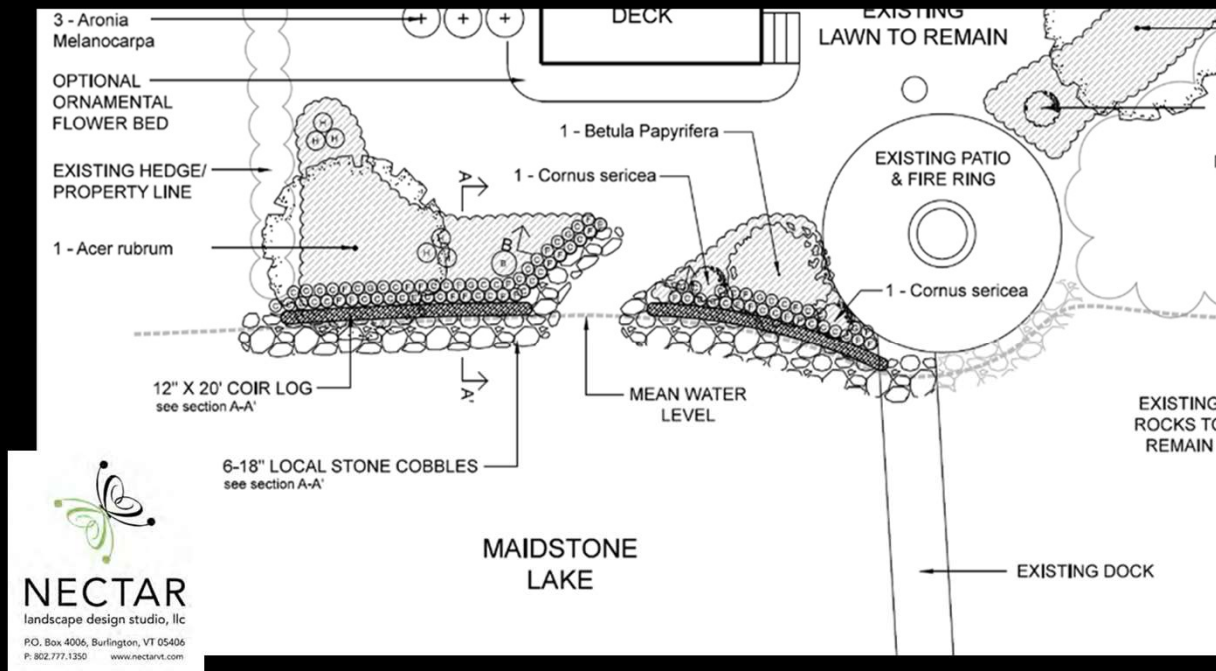 3 - Aronia
Melanocarpa
DECK
EXISTING
LAWN TO REMAIN
OPTIONAL
ORNAMENTAL
FLOWER BED
1 - Betula Papyrifera
EXISTING PATIO
& FIRE RING
EXISTING HEDGE/
PROPERTY LINE
1 - Cornus sericea
A
B
1 - Acer rubrum
1 - Cornus sericea
12" X 20' COIR LOG
see section A-A'
A'
MEAN WATER
LEVEL
EXISTING
ROCKS TO
REMAIN
6-18" LOCAL STONE COBBLES
see section A-A'
MAIDSTONE
LAKE
EXISTING DOCK
NECTAR
landscape design studio, llc
P.O. Box 4006, Burlington, VT 05406
P: 802.777.1350 www.nectarvt.com